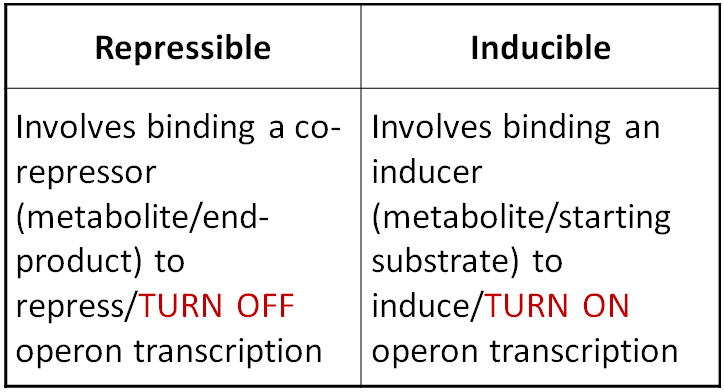 Repressible
Involves binding a co-
repressor
(metabolite/end-
product) to
repress/TURN OFF
operon transcription
Inducible
Involves binding an
inducer
(metabolite/starting
substrate) to
induce/TURN ON
operon transcription